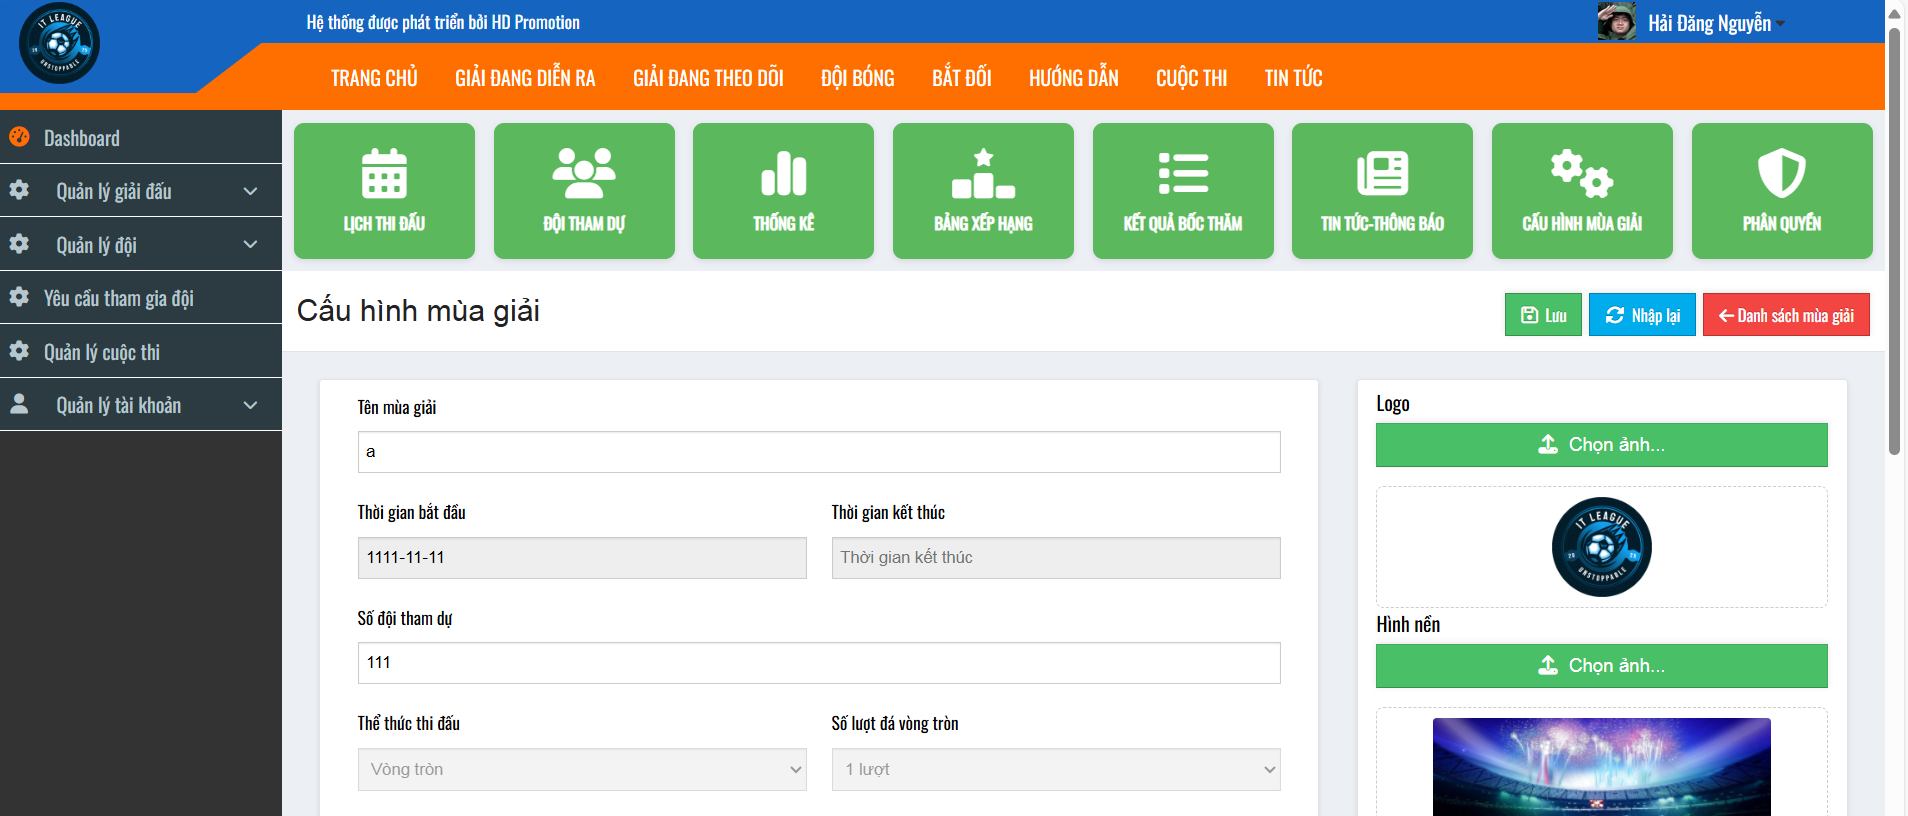 IT LEAGUE
UNSTOPPABLE
Hệ thống được phát triển bởi HD Promotion
Hải Đăng Nguyễn
TRANG CHỦ GIẢI ĐANG DIỄN RA GIẢI ĐANG THEO DÕI ĐỘI BÓNG BẮT ĐỐI HƯỚNG DẪN CUỘC THI TIN TỨC
Dashboard
Quản lý giải đấu
Quản lý đội
Yêu cầu tham gia đội
Quản lý cuộc thi
Quản lý tài khoản
LỊCH THI ĐẤU ĐỘI THAM DỰ THỐNG KÊ BẢNG XẾP HẠNG KẾT QUẢ BỐC THĂM TIN TỨC-THÔNG BÁO CẤU HÌNH MÙA GIẢI PHÂN QUYỀN
Cấu hình mùa giải
Lưu Nhập lại Danh sách mùa giải
Tên mùa giải
a
Thời gian bắt đầu Thời gian kết thúc
1111-11-11 Thời gian kết thúc
Số đội tham dự
111
Thể thức thi đấu Số lượt đá vòng tròn
Vòng tròn 1 lượt
Logo
Chọn ảnh...
IT LEAGUE
UNSTOPPABLE
Hình nền
Chọn ảnh...